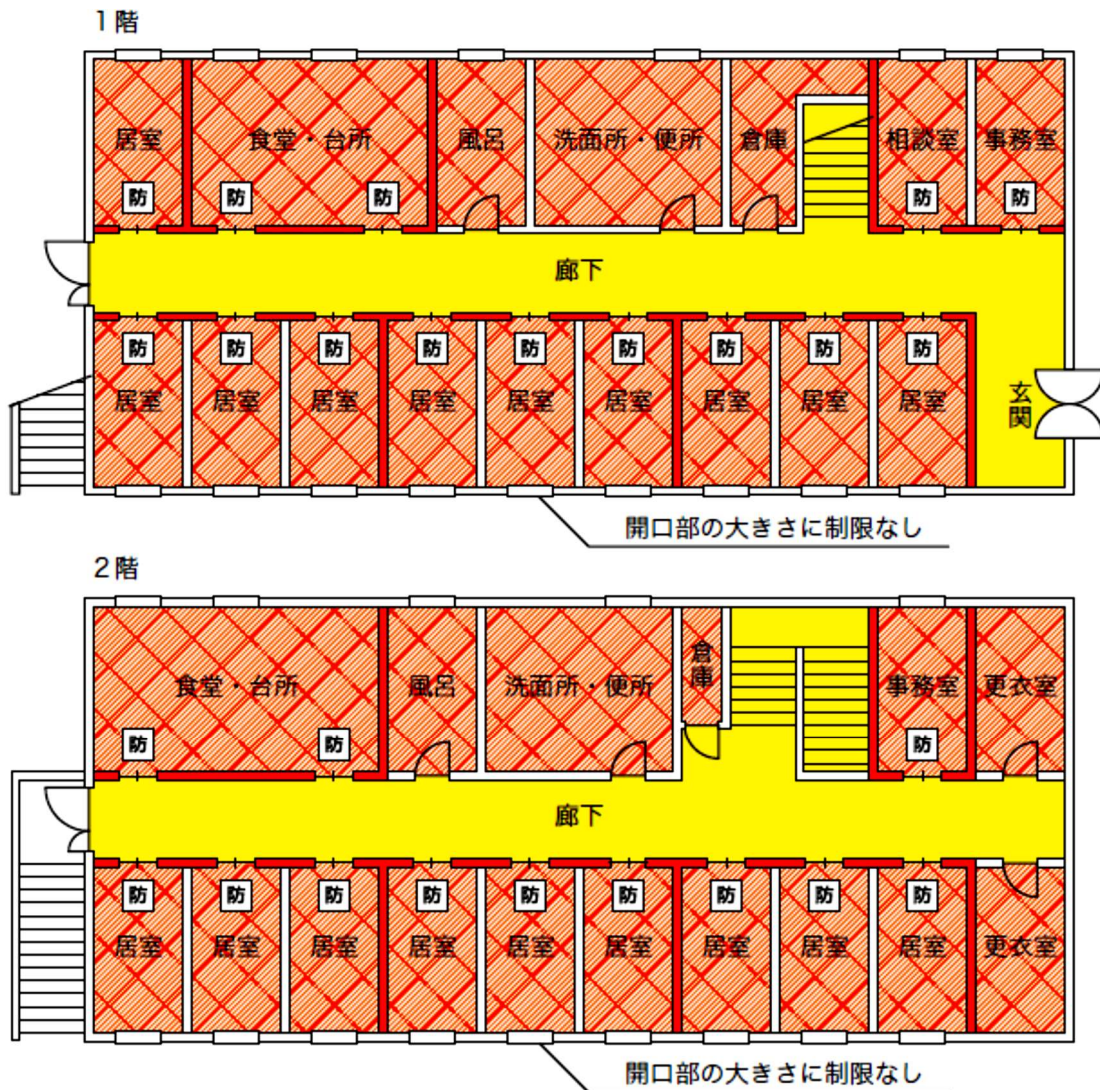 1階
居室 食堂・台所 風呂 洗面所・便所 倉庫 相談室 事務室
防 防 防 防 防
廊下
防 防 防 防 防 防 防 防 防
居室 居室 居室 居室 居室 居室 居室 居室 居室
玄関
開口部の大きさに制限なし
2階
食堂・台所 風呂 洗面所・便所 倉庫 事務室 更衣室
防 防 防
廊下
防 防 防 防 防 防 防 防 防
居室 居室 居室 居室 居室 居室 居室 居室 居室 更衣室
開口部の大きさに制限なし